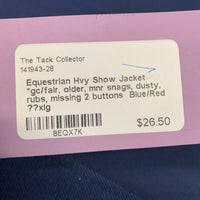 The Tack Collector
141943-28
Equestrian Hvy Show Jacket
*gc/fair, older, mnr snags, dusty,
rubs, missing 2 buttons Blue/Red
??xlg
$26.50
BEQX7K